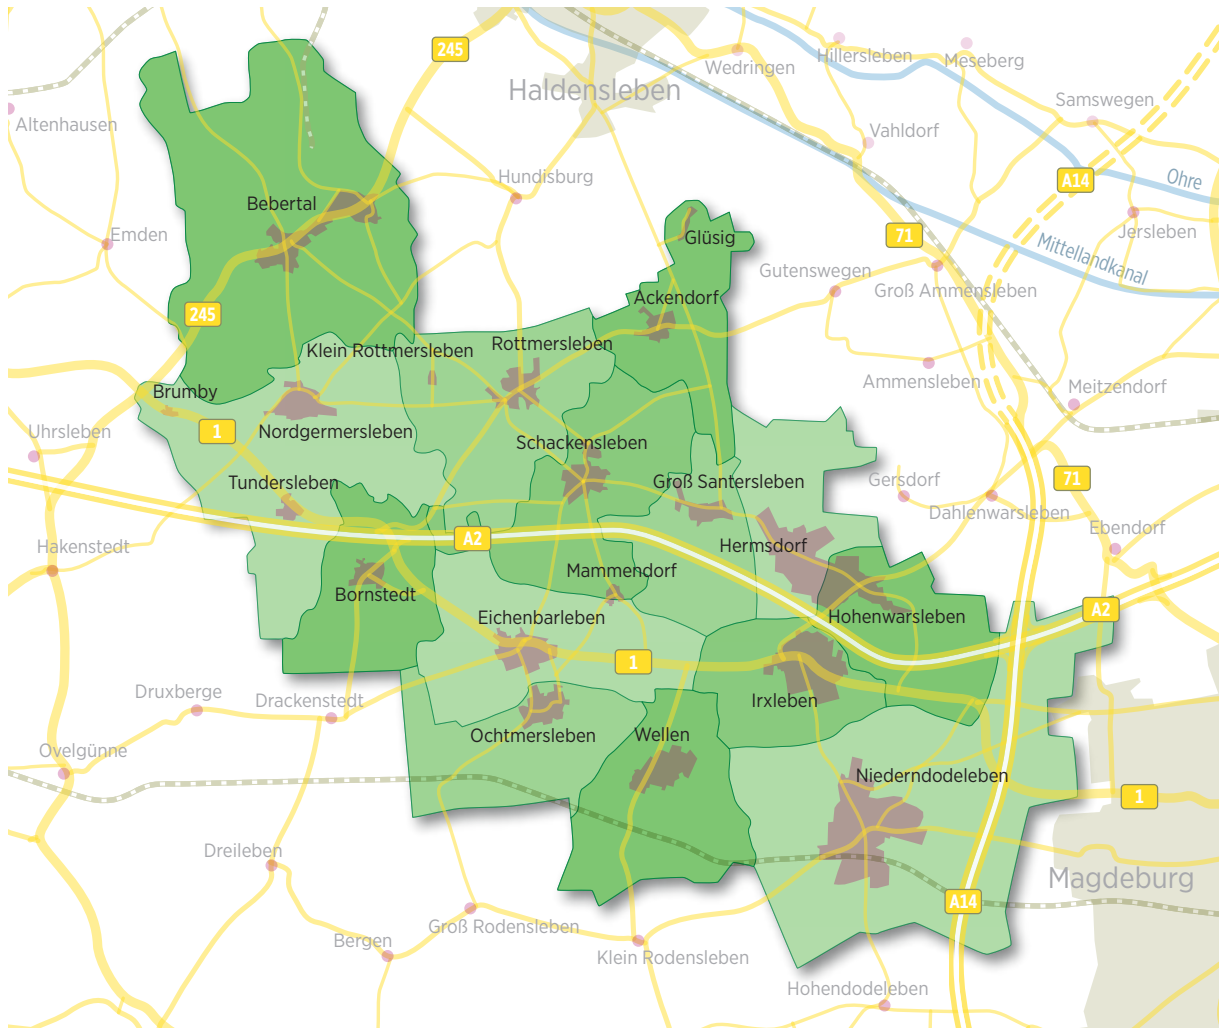 245
Hillersleben
Meseberg
Wedringen
Haldensleben
Samswegen
Altenhausen
Vahldorf
Hundisburg
A14
Ohre
Bebertal
Emden
Glüsig
71
Jersleben
Mittellandkanal
Gutenswegen
Groß Ammensleben
Ackendorf
245
Klein Rottmersleben
Rottmersleben
Ammensleben
Meitzendorf
Brumby
Uhrsleben
1
Nordgermersleben
Schackensleben
Tundersleben
Groß Santersleben
Gersdorf
71
Dahlenwarsleben
Ebendorf
Hakenstedt
A2
Hermsdorf
Mammendorf
Bornstedt
Eichenbarleben
Hohenwarsleben
A2
1
Druxberge
Drackenstedt
Irxleben
Ovelgünne
Ochtmersleben
Wellen
Niederndodeleben
1
Dreileben
Magdeburg
A14
Groß Rodensleben
Bergen
Klein Rodensleben
Hohendodeleben